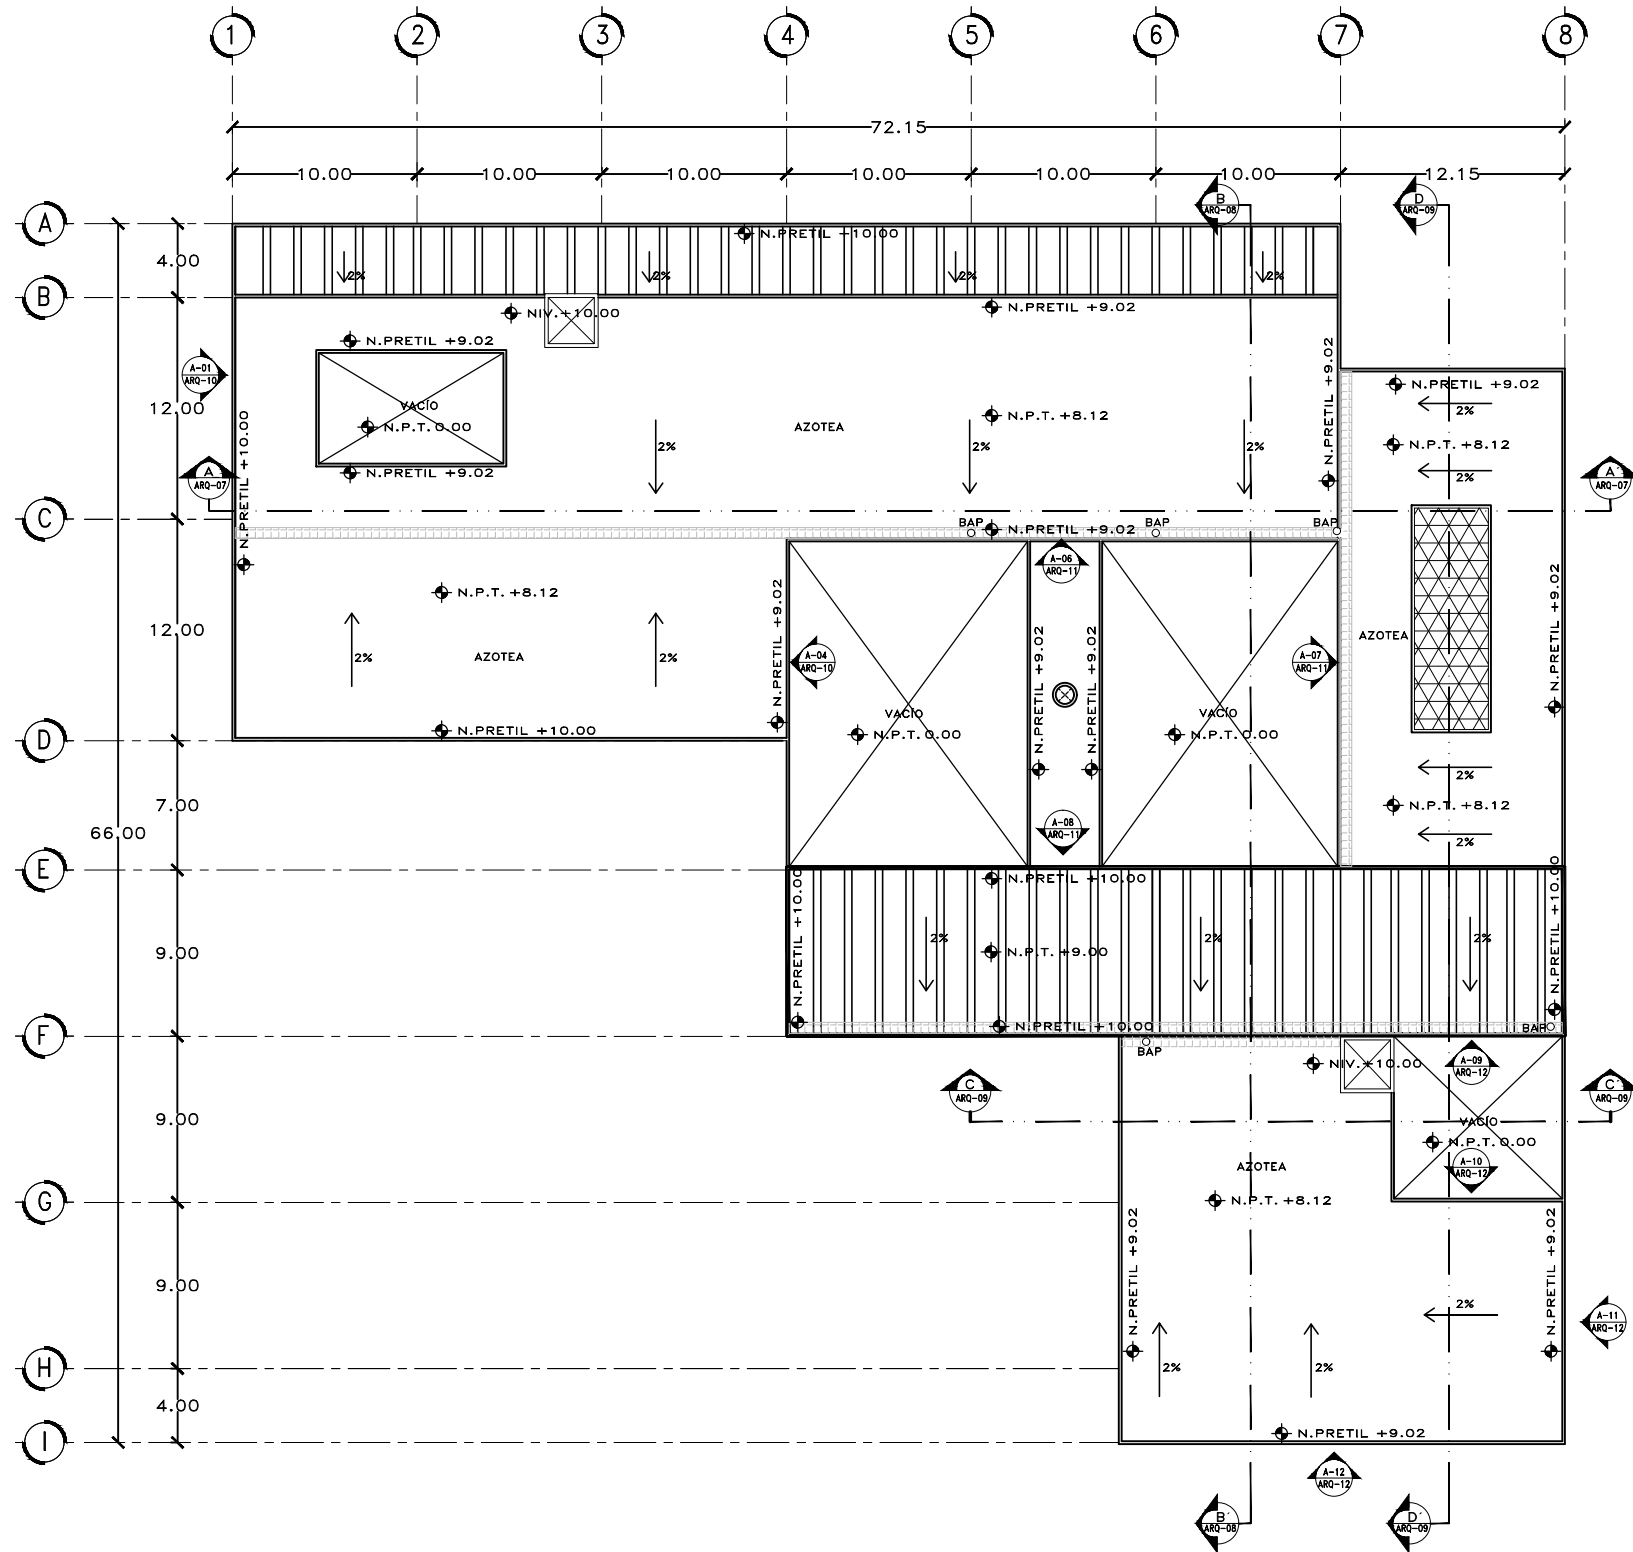 1 2 3 4 5 6 7 8
72.15
10.00 10.00 10.00 10.00 10.00 10.00 12.15
B
ARQ-08
D
ARQ-09
A
N.PRETIL +10.00
4.00
2% 2% 2% 2%
B
NIV.+10.00
N.PRETIL +9.02
N.PRETIL +9.02
N.PRETIL +9.02
A-01
ARQ-10
12.00
VACÍO
N.P.T. 0.00
N.PRETIL +9.02
N.PRETIL +10.00
AZOTEA
N.P.T. +8.12
2% 2% 2%
N.PRETIL +9.02
N.PRETIL +9.02
2%
N.P.T. +8.12
2%
A
ARQ-07
A´
ARQ-07
C
BAP BAP BAP
N.PRETIL +9.02
A-06
ARQ-11
N.P.T. +8.12
12.00
2% 2%
AZOTEA
N.PRETIL +10.00
N.PRETIL +9.02
A-04
ARQ-10
VACÍO
N.P.T. 0.00
N.PRETIL +9.02
N.PRETIL +9.02
A-07
ARQ-11
VACÍO
N.P.T. 0.00
AZOTEA
N.PRETIL +9.02
D
7.00
66.00
A-08
ARQ-11
2%
N.P.T. +8.12
2%
E
N.PRETIL +10.00
N.PRETIL +10.00
N.PRETIL +10.00
9.00
2% 2% 2%
N.P.T. +9.00
N.PRETIL +10.00
BAP
F
BAP
NIV.+10.00
A-09
ARQ-12
C
ARQ-09
C´
ARQ-09
9.00
VACÍO
N.P.T. 0.00
A-10
ARQ-12
AZOTEA
N.P.T. +8.12
G
N.PRETIL +9.02
N.PRETIL +9.02
9.00
2%
A-11
ARQ-12
2% 2%
H
4.00
N.PRETIL +9.02
I
A-12
ARQ-12
B´
ARQ-08
D´
ARQ-09